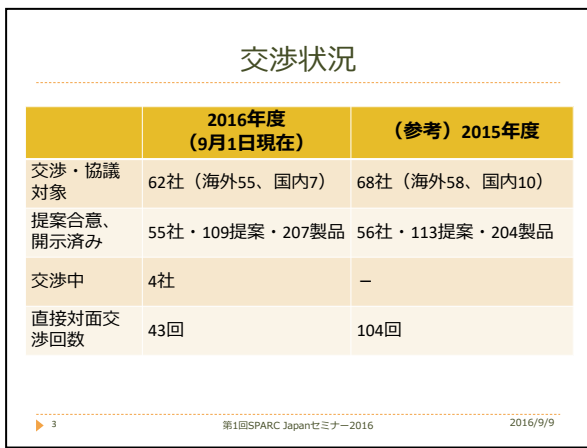 交渉状況
2016年度
（9月1日現在）
（参考）2015年度
交渉・協議
対象
62社（海外55、国内7）
68社（海外58、国内10）
提案合意、
開示済み
55社・109提案・207製品
56社・113提案・204製品
交渉中
4社
－
直接対面交
渉回数
43回
104回
3
第1回SPARC Japanセミナー2016
2016/9/9